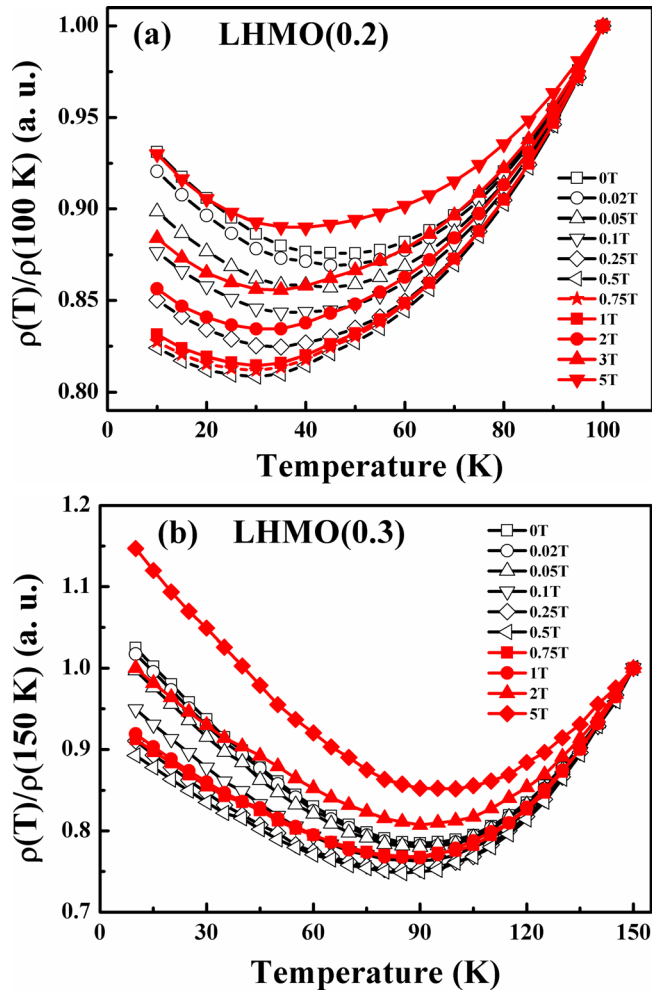 (a) LHMO(0.2)
ρ(T)/ρ(100 K) (a. u.)
1.00
0.95
0.90
0.85
0.80
0T
0.02T
0.05T
0.1T
0.25T
0.5T
0.75T
1T
2T
3T
5T
0 20 40 60 80 100
Temperature (K)
(b) LHMO(0.3)
ρ(T)/ρ(150 K) (a. u.)
1.2
1.1
1.0
0.9
0.8
0.7
0T
0.02T
0.05T
0.1T
0.25T
0.5T
0.75T
1T
2T
5T
0 30 60 90 120 150
Temperature (K)